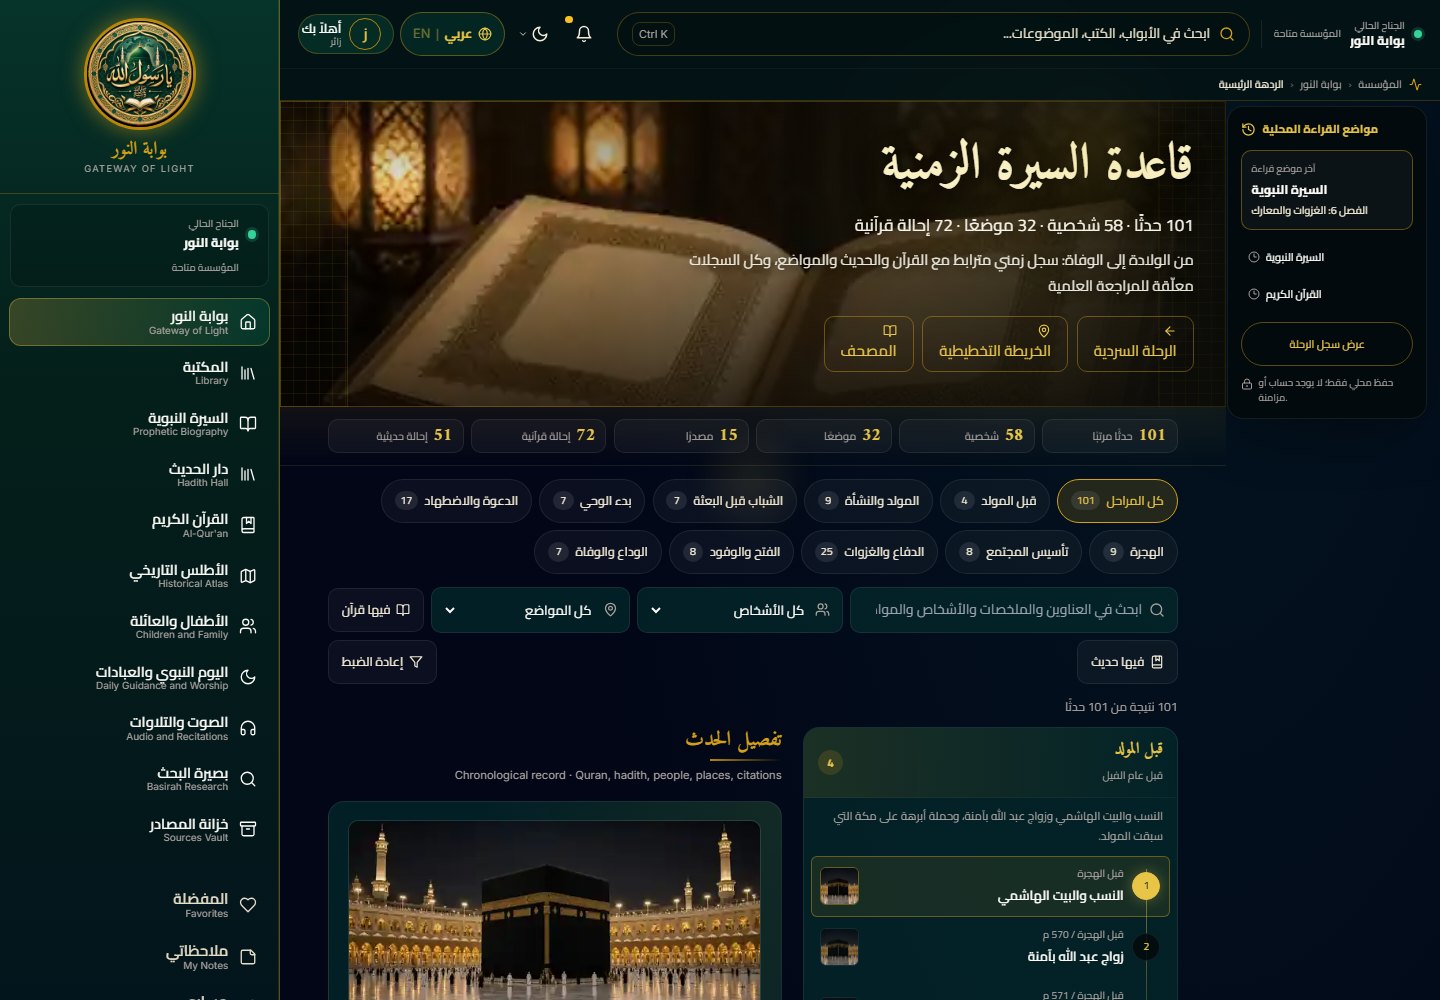 الجناح الحالي
بوابة النور
المؤسسة متاحة
ابحث في الأبواب، الكتب، الموضوعات...
Ctrl K
عربي | EN
ز
أهلاً بك
زائر
المؤسسة › بوابة النور › الردهة الرئيسية
يا رسول الله
بوابة النور
GATEWAY OF LIGHT
الجناح الحالي
بوابة النور
المؤسسة متاحة
بوابة النور
Gateway of Light
المكتبة
Library
السيرة النبوية
Prophetic Biography
دار الحديث
Hadith Hall
القرآن الكريم
Al-Qur'an
الأطلس التاريخي
Historical Atlas
الأطفال والعائلة
Children and Family
اليوم النبوي والعبادات
Daily Guidance and Worship
الصوت والتلاوات
Audio and Recitations
بصيرة البحث
Basirah Research
خزانة المصادر
Sources Vault
المفضلة
Favorites
ملاحظاتي
My Notes
مواضع القراءة المحلية
آخر موضع قراءة
السيرة النبوية
الفصل 6: الغزوات والمعارك
السيرة النبوية
القرآن الكريم
عرض سجل الرحلة
حفظ محلي فقط؛ لا يوجد حساب أو
مزامنة.
قاعدة السيرة الزمنية
101 حدثًا · 58 شخصية · 32 موضعًا · 72 إحالة قرآنية
من الولادة إلى الوفاة: سجل زمني مترابط مع القرآن والحديث والمواضع، وكل السجلات
معلّقة للمراجعة العلمية
الرحلة السردية
الخريطة التخطيطية
المصحف
101 حدثًا مرتبًا
58 شخصية
32 موضعًا
15 مصدرًا
72 إحالة قرآنية
51 إحالة حديثية
كل المراحل 101
قبل المولد 4
المولد والنشأة 9
الشباب قبل البعثة 7
بدء الوحي 7
الدعوة والاضطهاد 17
الهجرة 9
تأسيس المجتمع 8
الدفاع والغزوات 25
الفتح والوفود 8
الوداع والوفاة 7
ابحث في العناوين والملخصات والأشخاص والموا
كل الأشخاص
كل المواضع
فيها قرآن
فيها حديث
إعادة الضبط
101 نتيجة من 101 حدثًا
قبل المولد
قبل عام الفيل
4
النسب والبيت الهاشمي وزواج عبد الله بآمنة، وحملة أبرهة على مكة التي
سبقت المولد.
1
قبل الهجرة
النسب والبيت الهاشمي
2
قبل الهجرة / 570 م
زواج عبد الله بآمنة
قبل الهجرة / 571 م
تفصيل الحدث
Chronological record · Quran, hadith, people, places, citations